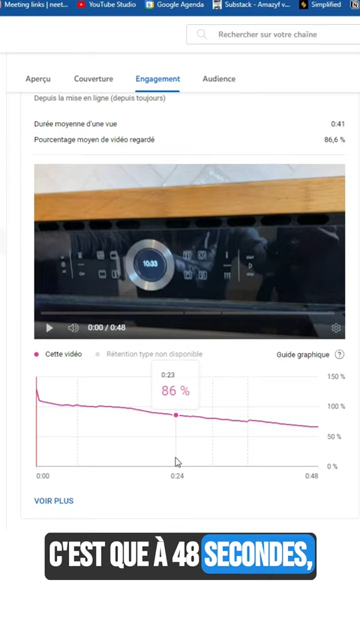 Meeting links | neet... YouTube Studio Google Agenda Substack - Amazyf v... Simplified
Rechercher sur votre chaîne
Aperçu Couverture Engagement Audience
Depuis la mise en ligne (depuis toujours)
Durée moyenne d'une vue 0:41
Pourcentage moyen de vidéo regardé 86,6 %
10:33
0:00 / 0:48
Cette vidéo Rétention type non disponible Guide graphique ?
0:23
86 %
150 %
100 %
50 %
0 %
0:00 0:24 0:48
VOIR PLUS
C'EST QUE À 48 SECONDES,